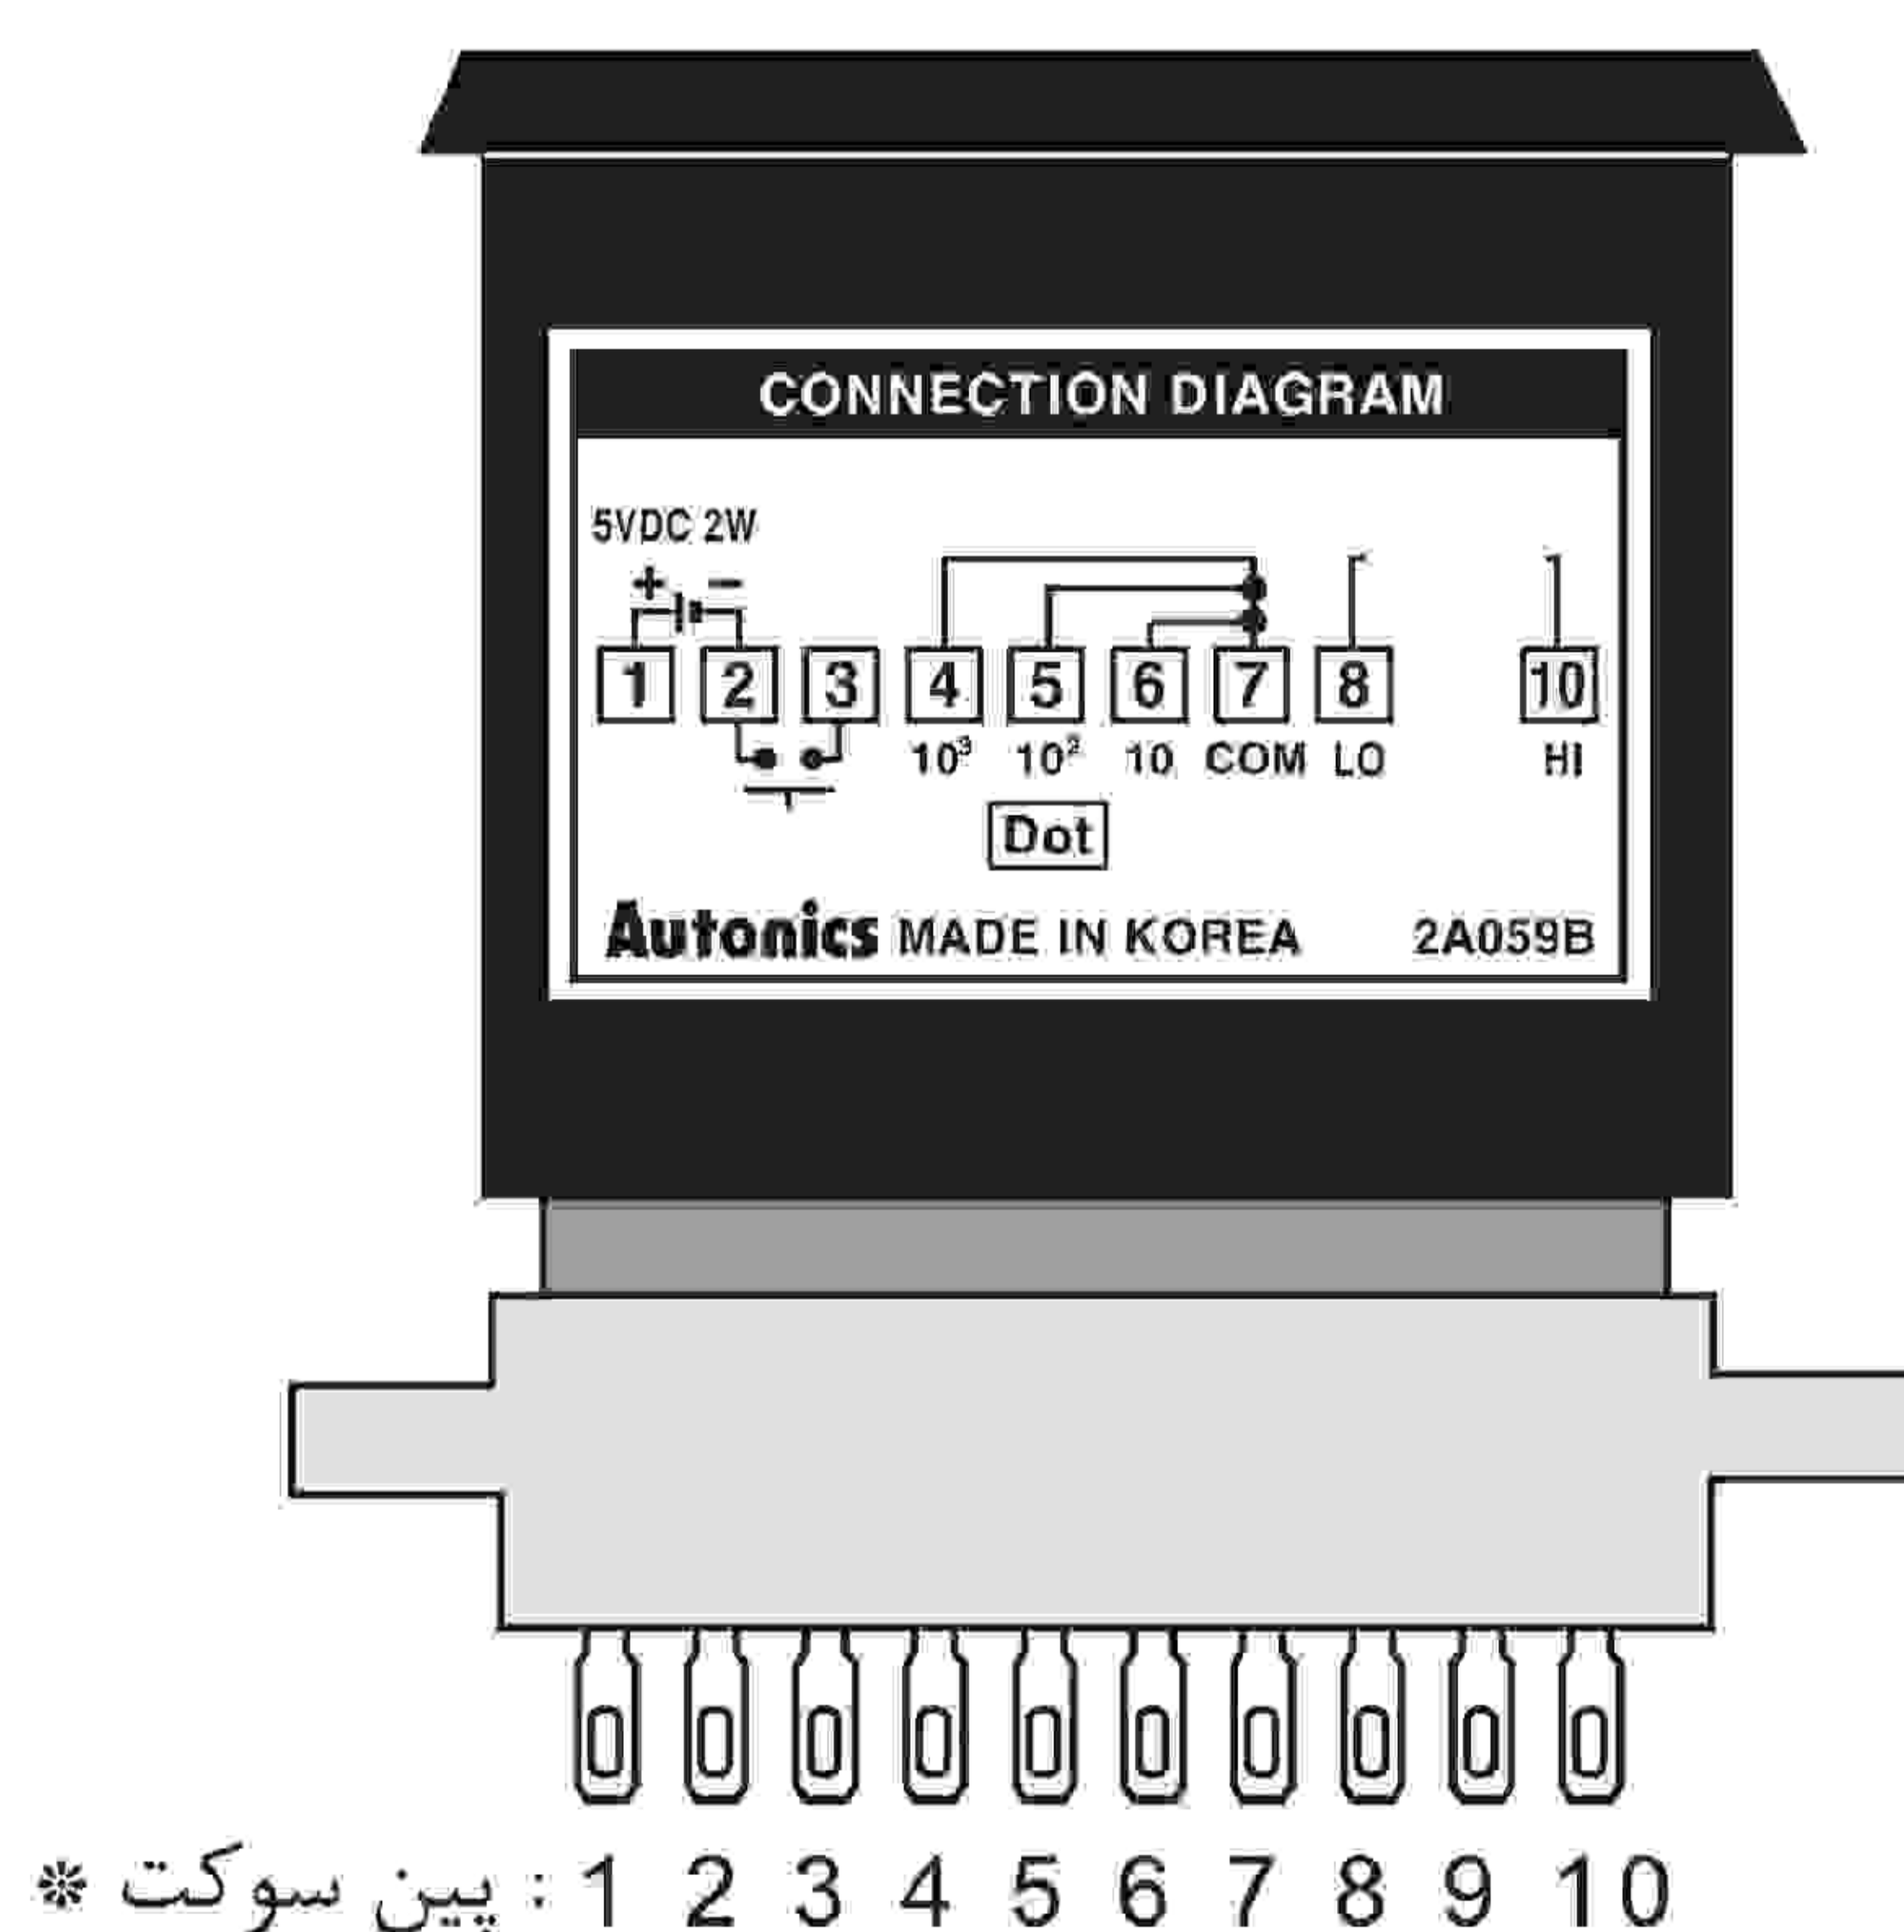 CONNECTION DIAGRAM
5VDC 2W
+ −
1 2 3 4 5 6 7 8 10
10³ 10² 10 COM LO HI
Dot
Autonics MADE IN KOREA 2A059B
* پین سوکت : 1 2 3 4 5 6 7 8 9 10